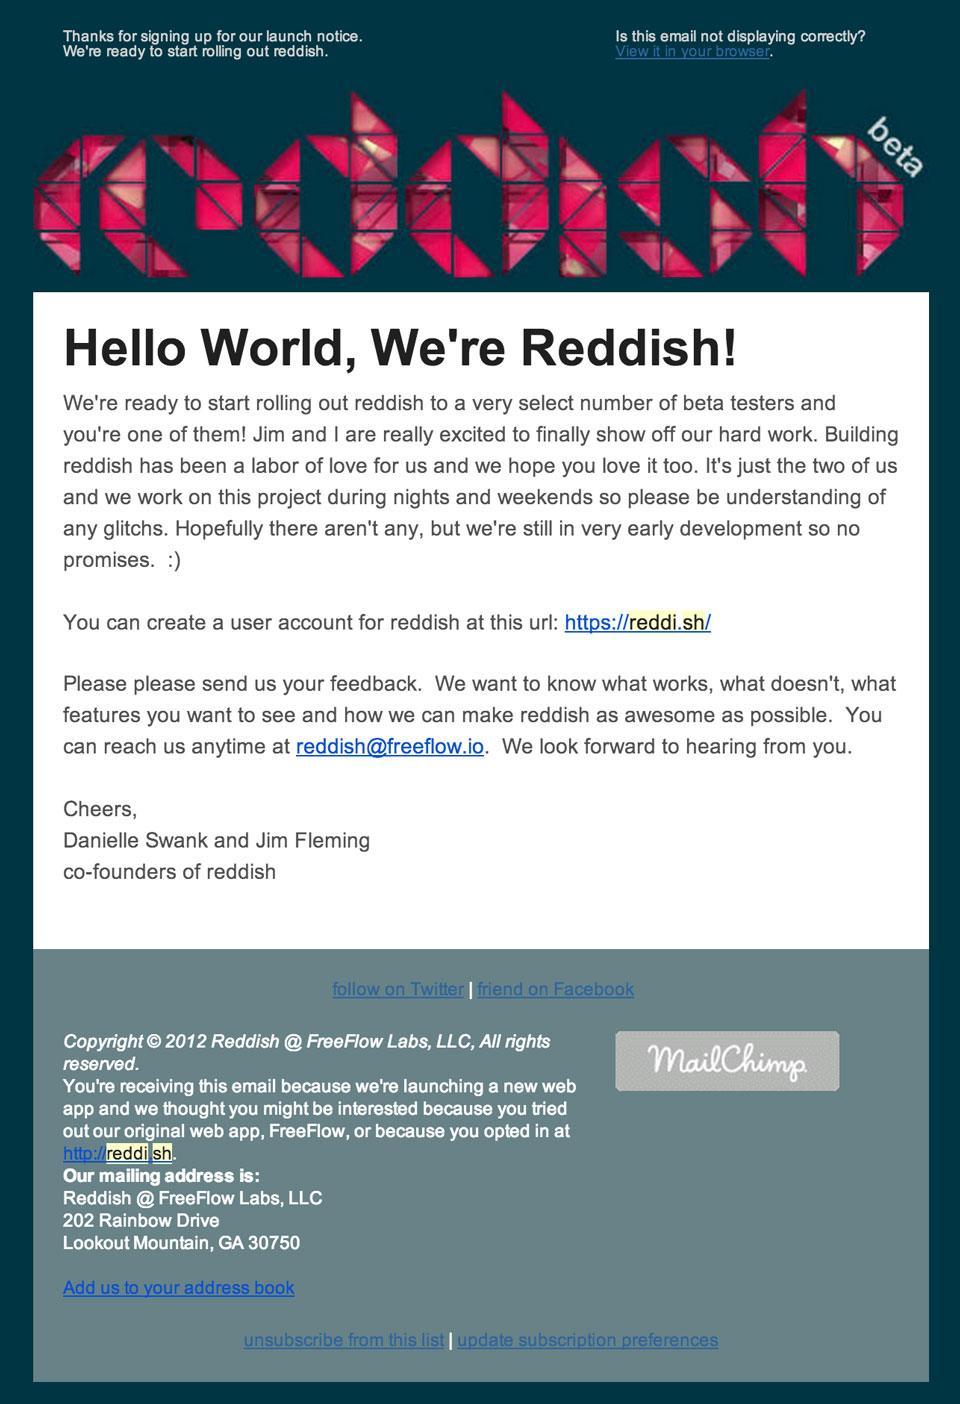 Thanks for signing up for our launch notice.
We're ready to start rolling out reddish.
Is this email not displaying correctly?
View it in your browser.
reddish
beta
Hello World, We're Reddish!
We're ready to start rolling out reddish to a very select number of beta testers and
you're one of them! Jim and I are really excited to finally show off our hard work. Building
reddish has been a labor of love for us and we hope you love it too. It's just the two of us
and we work on this project during nights and weekends so please be understanding of
any glitchs. Hopefully there aren't any, but we're still in very early development so no
promises.  :)
You can create a user account for reddish at this url: https://reddi.sh/
Please please send us your feedback.  We want to know what works, what doesn't, what
features you want to see and how we can make reddish as awesome as possible.  You
can reach us anytime at reddish@freeflow.io.  We look forward to hearing from you.
Cheers,
Danielle Swank and Jim Fleming
co-founders of reddish
follow on Twitter | friend on Facebook
Copyright © 2012 Reddish @ FreeFlow Labs, LLC, All rights
reserved.
You're receiving this email because we're launching a new web
app and we thought you might be interested because you tried
out our original web app, FreeFlow, or because you opted in at
http://reddi.sh.
Our mailing address is:
Reddish @ FreeFlow Labs, LLC
202 Rainbow Drive
Lookout Mountain, GA 30750
Add us to your address book
MailChimp
unsubscribe from this list | update subscription preferences